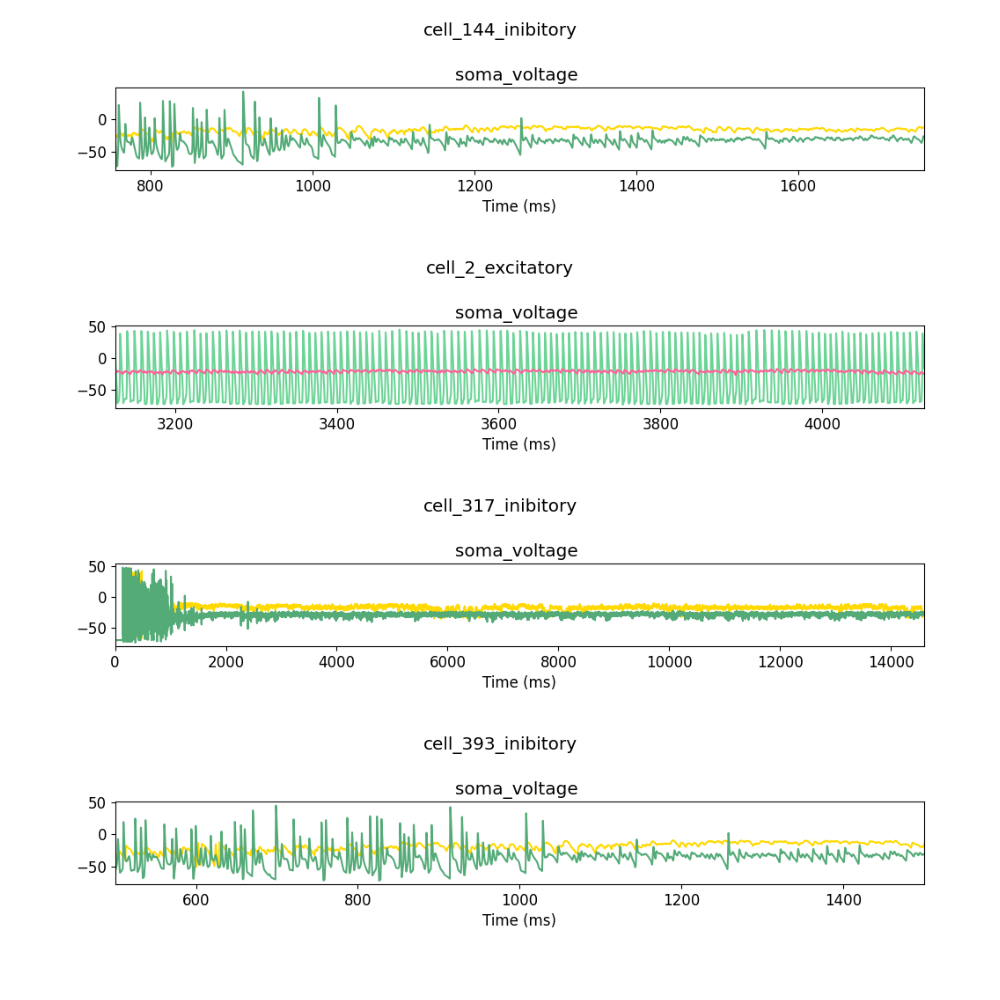 cell_144_inibitory
soma_voltage
0
−50
800 1000 1200 1400 1600
Time (ms)
cell_2_excitatory
soma_voltage
50
0
−50
3200 3400 3600 3800 4000
Time (ms)
cell_317_inibitory
soma_voltage
50
0
−50
0 2000 4000 6000 8000 10000 12000 14000
Time (ms)
cell_393_inibitory
soma_voltage
50
0
−50
600 800 1000 1200 1400
Time (ms)